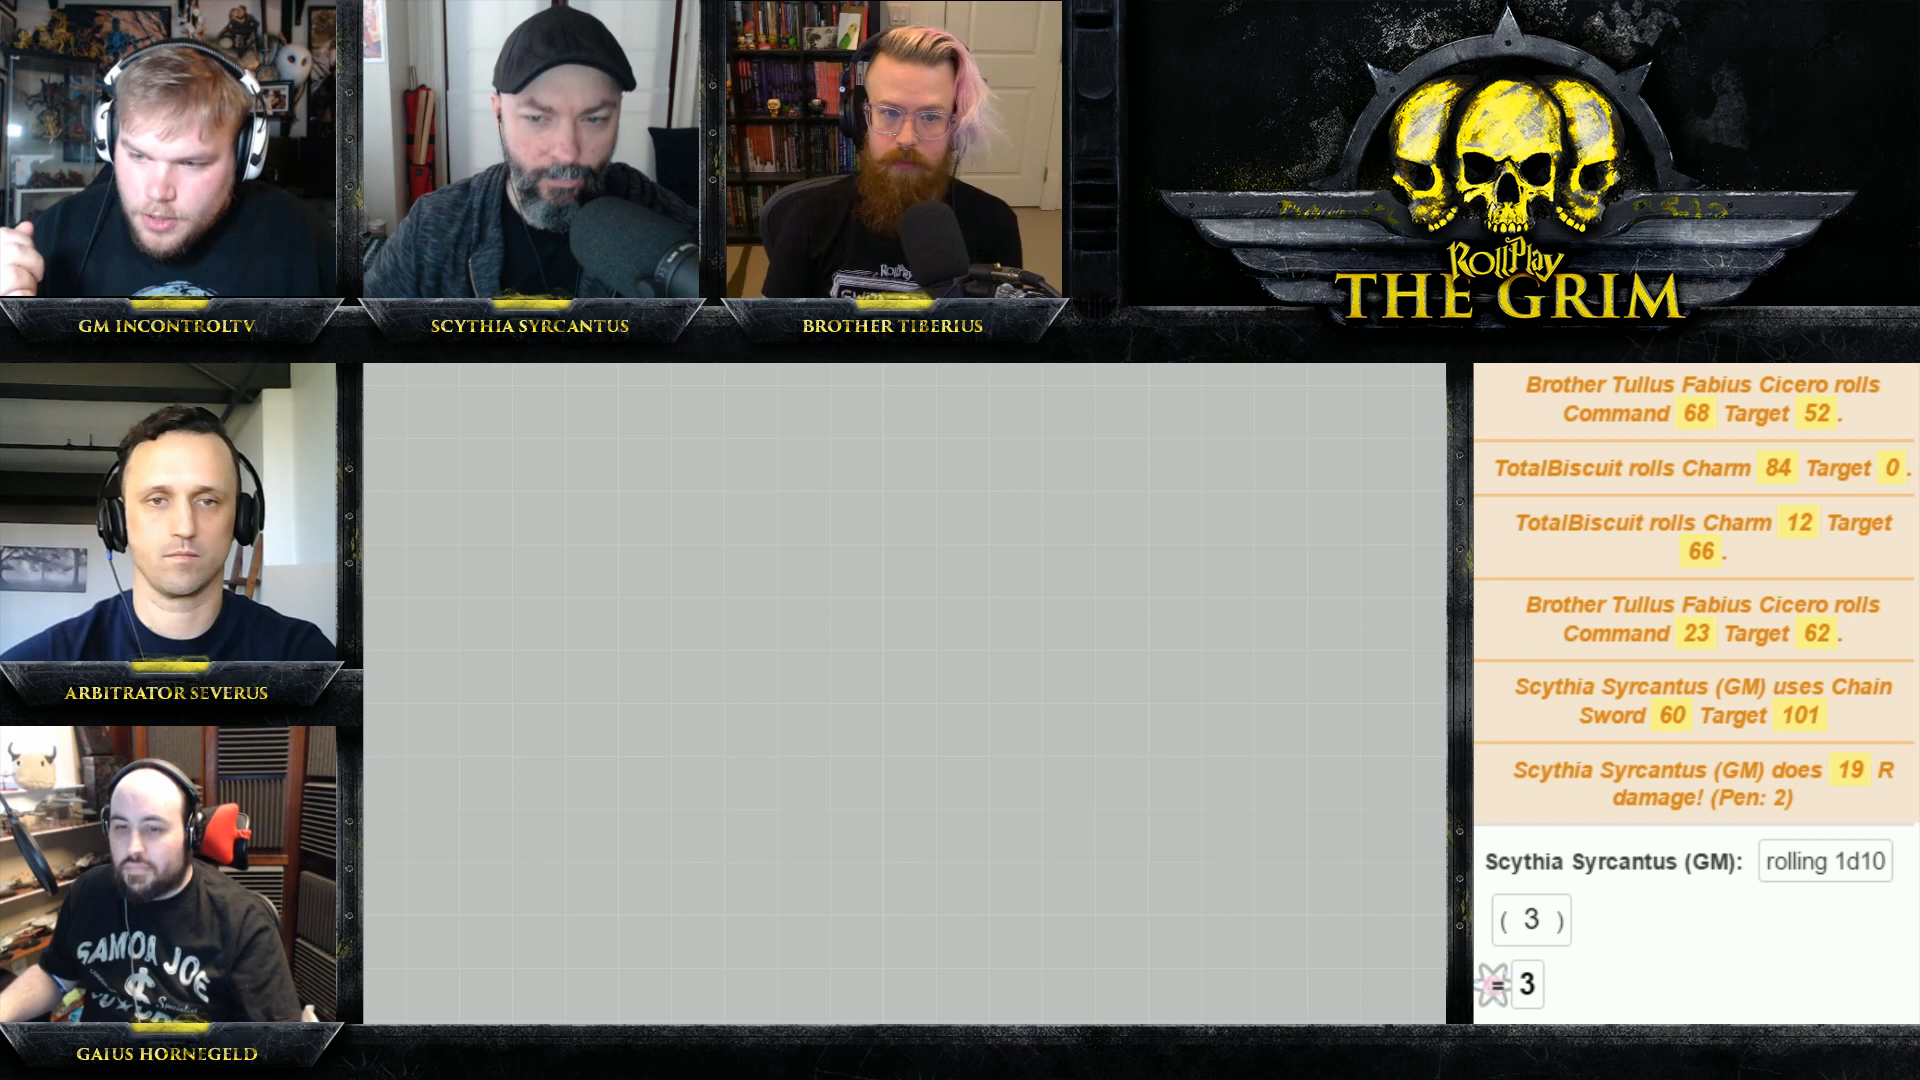 RollPlay
THE GRIM
GM INCONTROLTV
SCYTHIA SYRCANTUS
BROTHER TIBERIUS
RollPlay
ARBITRATOR SEVERUS
SAMOA JOE
GAIUS HORNEGELD
Brother Tullus Fabius Cicero rolls
Command 68 Target 52 .
TotalBiscuit rolls Charm 84 Target 0 .
TotalBiscuit rolls Charm 12 Target
66 .
Brother Tullus Fabius Cicero rolls
Command 23 Target 62 .
Scythia Syrcantus (GM) uses Chain
Sword 60 Target 101
Scythia Syrcantus (GM) does 19 R
damage! (Pen: 2)
Scythia Syrcantus (GM): rolling 1d10
( 3 )
= 3